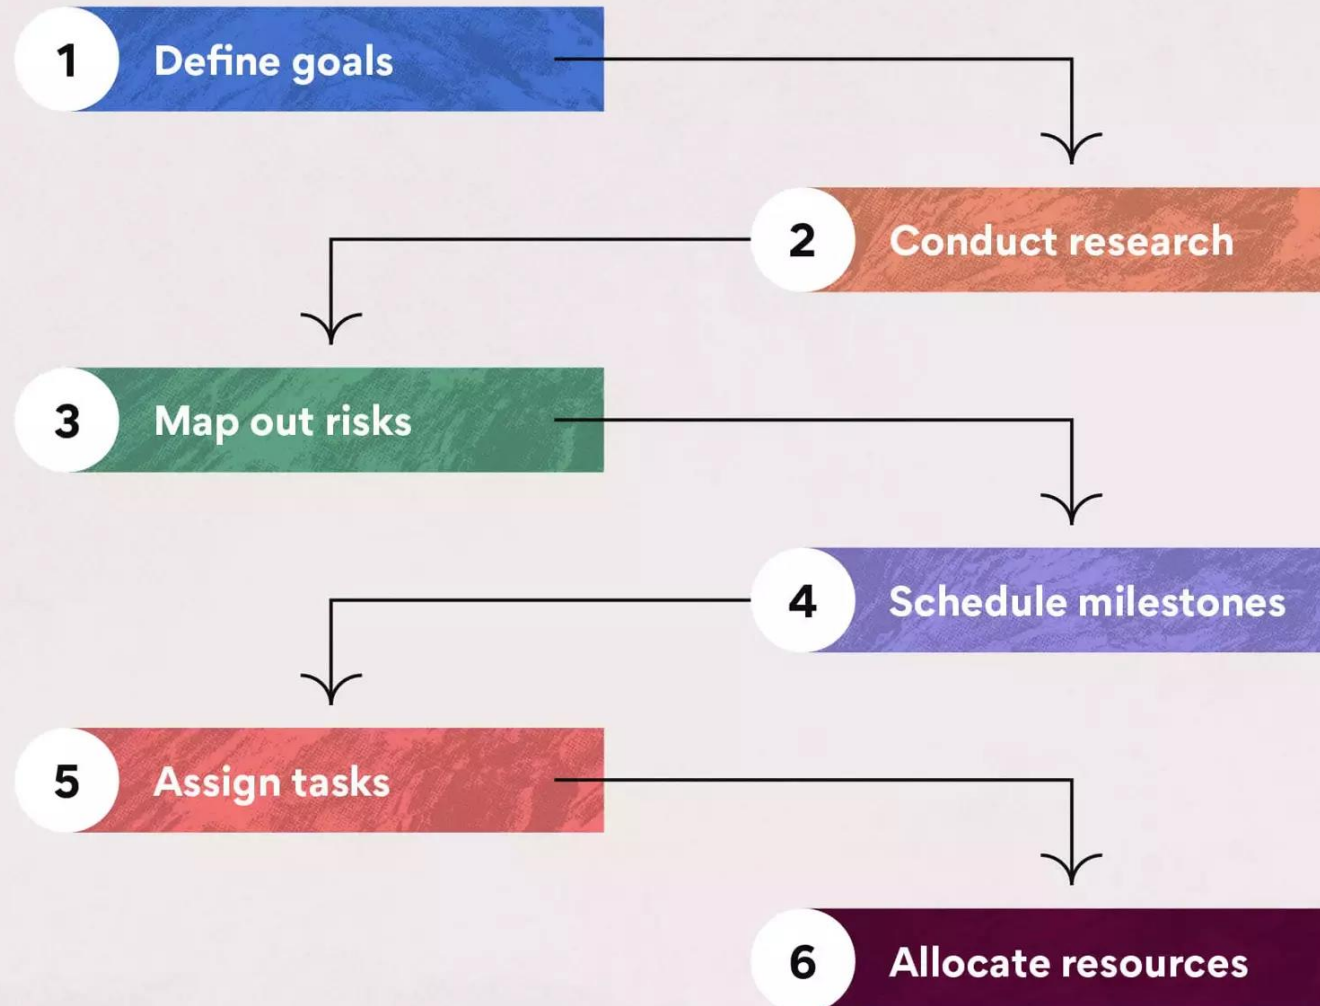 1 Define goals
2 Conduct research
3 Map out risks
4 Schedule milestones
5 Assign tasks
6 Allocate resources